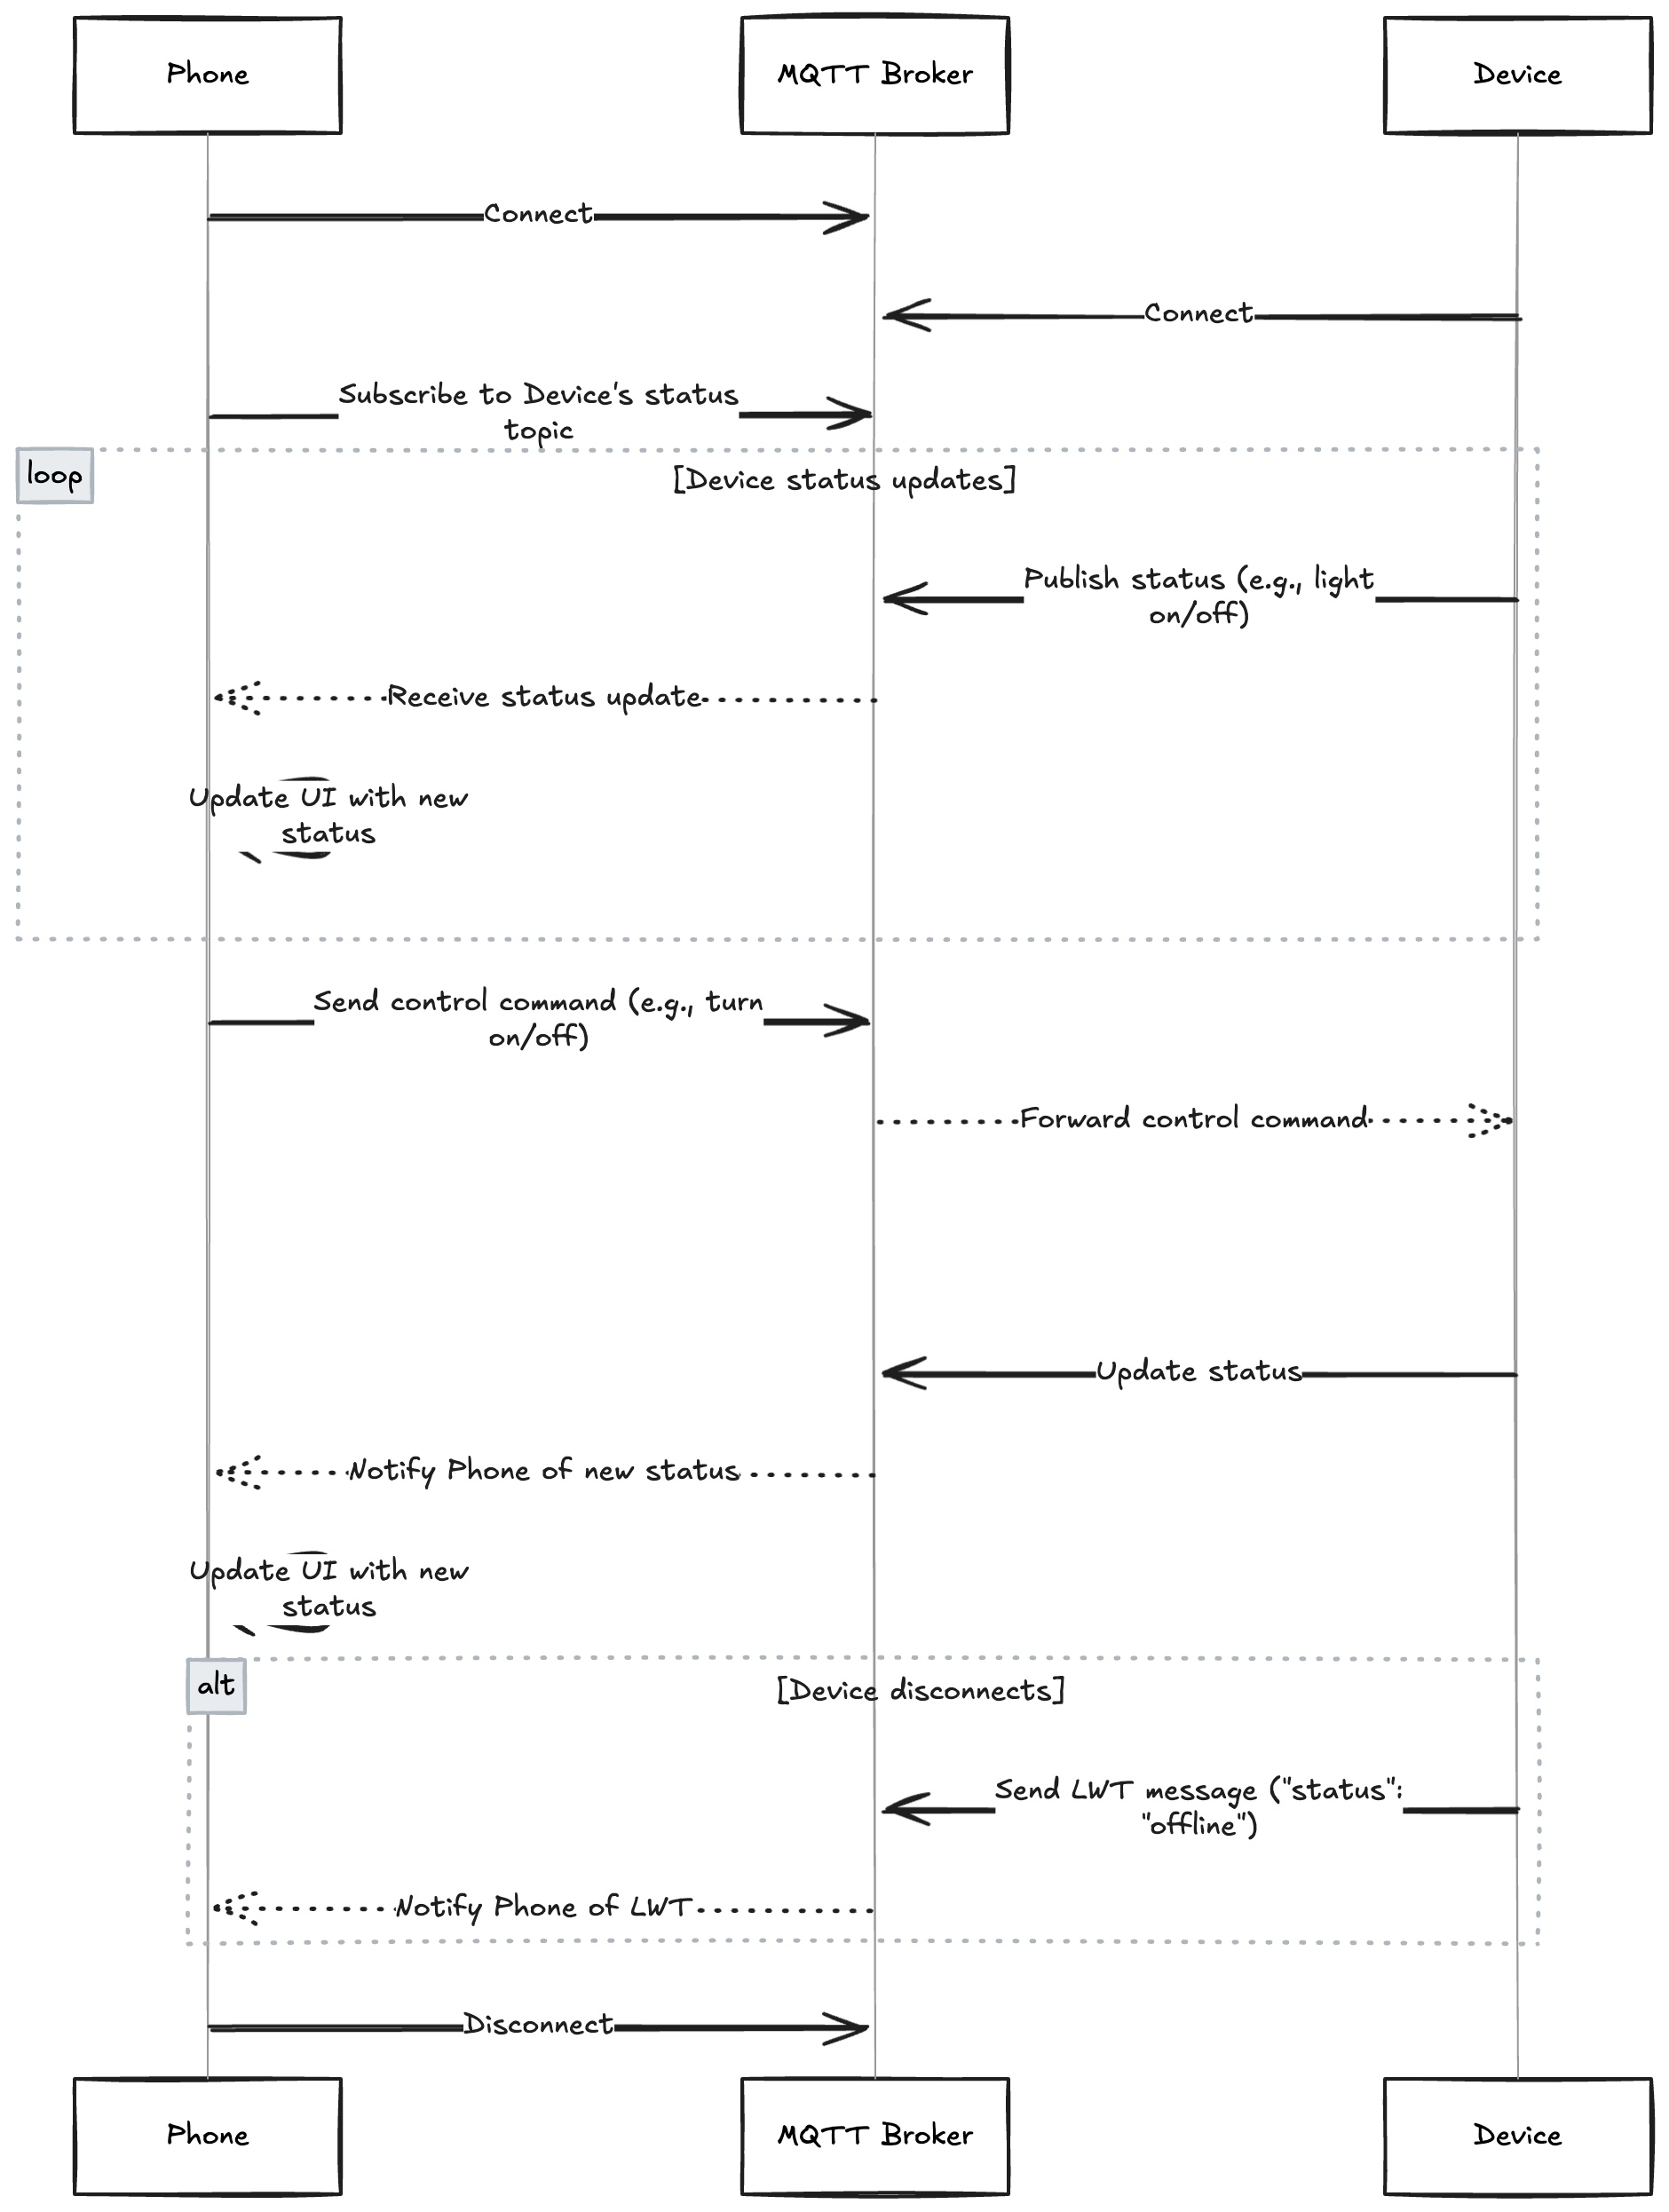 Phone
MQTT Broker
Device
Connect
Connect
Subscribe to Device's status
topic
loop
[Device status updates]
Publish status (e.g., light
on/off)
Receive status update
Update UI with new
status
Send control command (e.g., turn
on/off)
Forward control command
Update status
Notify Phone of new status
Update UI with new
status
alt
[Device disconnects]
Send LWT message ("status":
"offline")
Notify Phone of LWT
Disconnect
Phone
MQTT Broker
Device